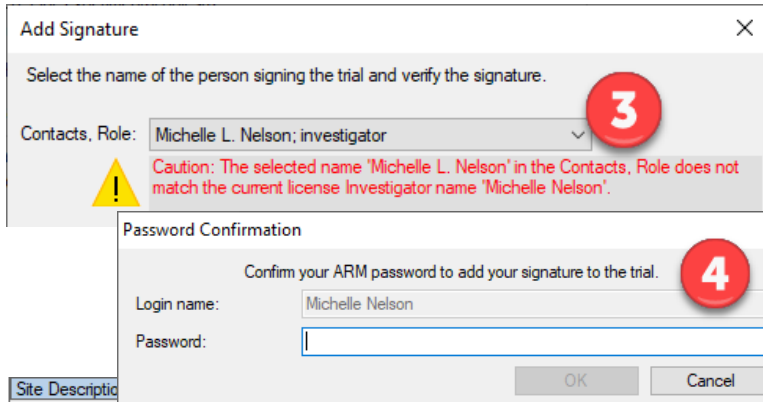 Add Signature
Select the name of the person signing the trial and verify the signature.
3
Contacts, Role: Michelle L. Nelson; investigator
Caution: The selected name 'Michelle L. Nelson' in the Contacts, Role does not
match the current license Investigator name 'Michelle Nelson'.
Password Confirmation
Confirm your ARM password to add your signature to the trial.
4
Login name: Michelle Nelson
Password:
OK Cancel
Site Descriptio